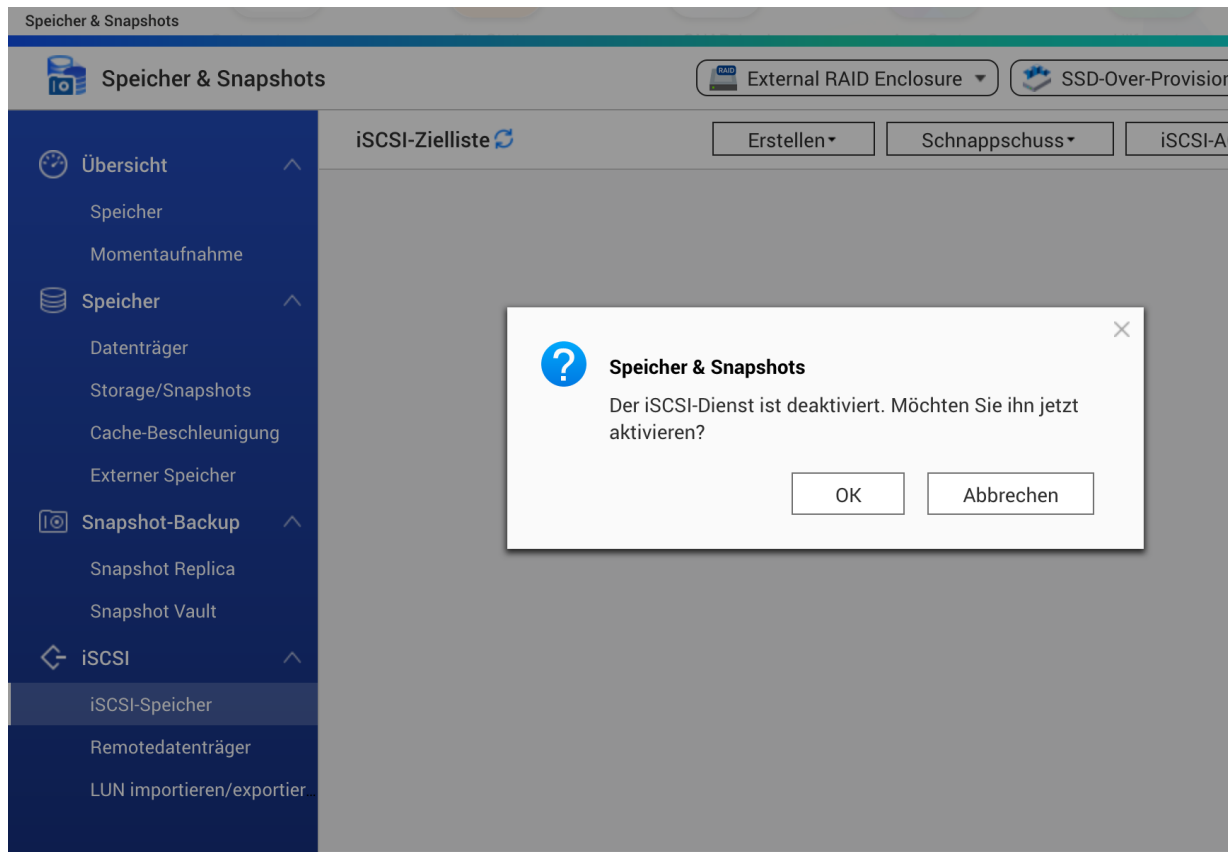 Speicher & Snapshots
Speicher & Snapshots
RAID
External RAID Enclosure
SSD-Over-Provision
iSCSI-Zielliste
Erstellen
Schnappschuss
iSCSI-A
Übersicht
Speicher
Momentaufnahme
Speicher
Datenträger
Storage/Snapshots
Cache-Beschleunigung
Externer Speicher
Snapshot-Backup
Snapshot Replica
Snapshot Vault
iSCSI
iSCSI-Speicher
Remotedatenträger
LUN importieren/exportier...
Speicher & Snapshots
Der iSCSI-Dienst ist deaktiviert. Möchten Sie ihn jetzt
aktivieren?
OK
Abbrechen